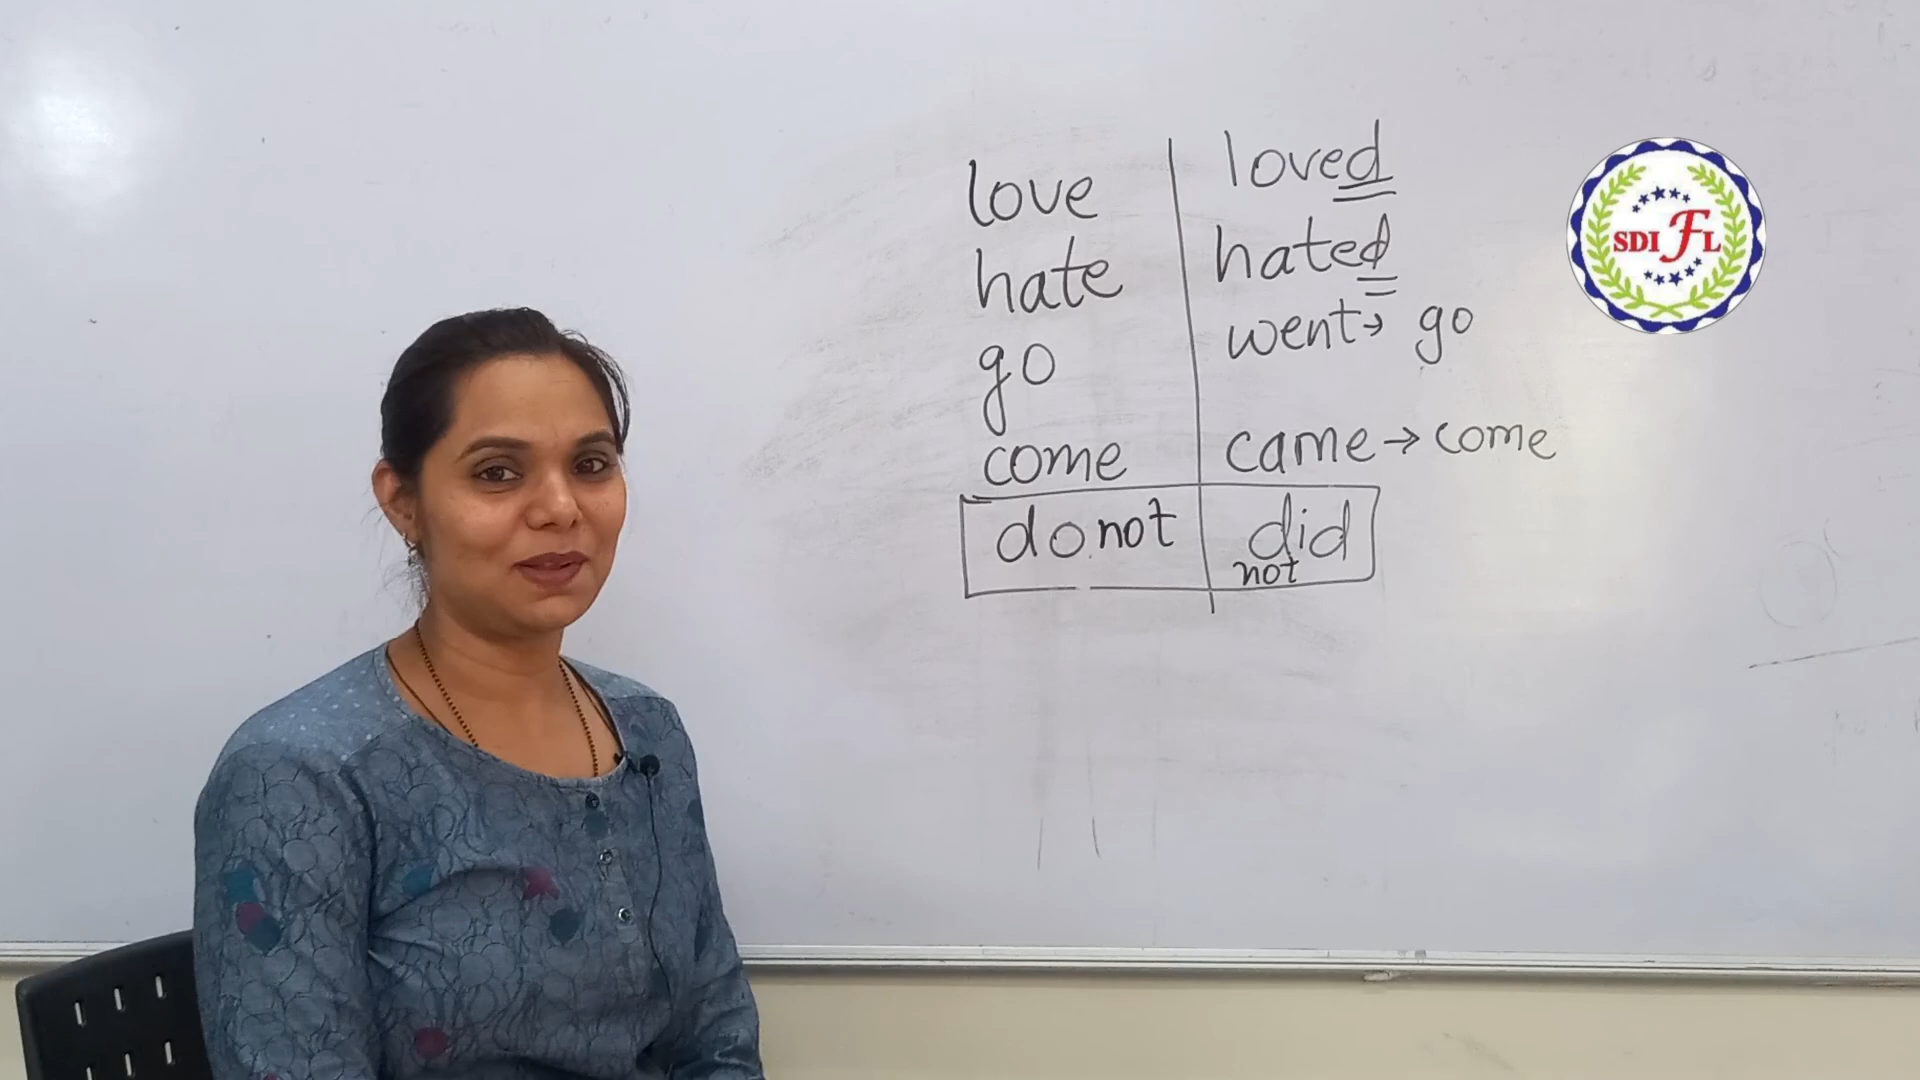 love loved
hate hated
go went → go
come came → come
do not did
not
SDI FL